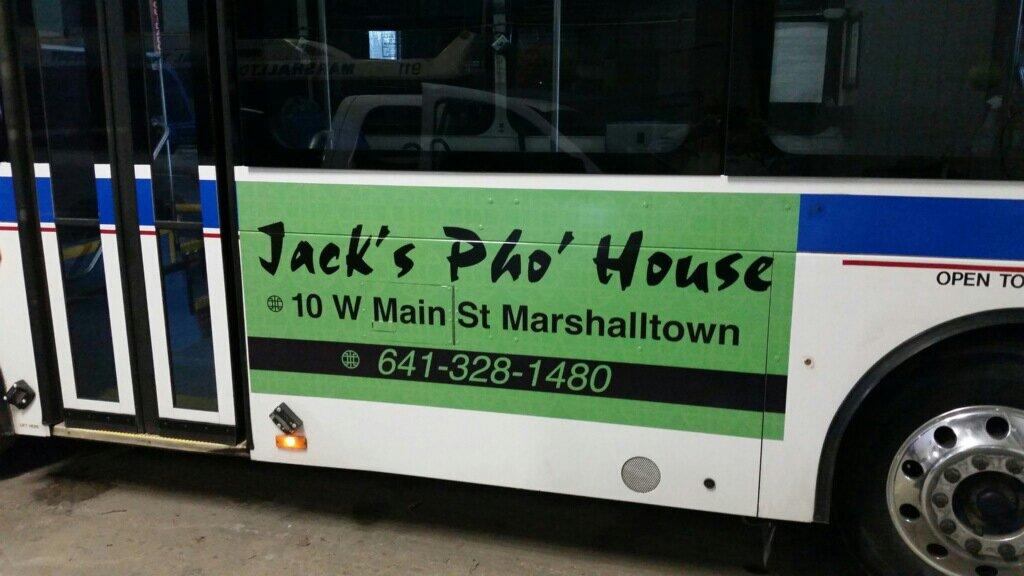 Jack's Pho' House
10 W Main St Marshalltown
641-328-1480
OPEN TO